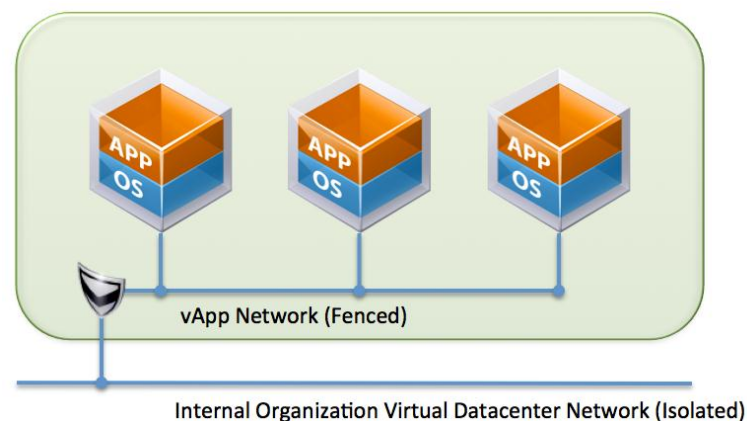 APP
OS
APP
OS
APP
OS
vApp Network (Fenced)
Internal Organization Virtual Datacenter Network (Isolated)